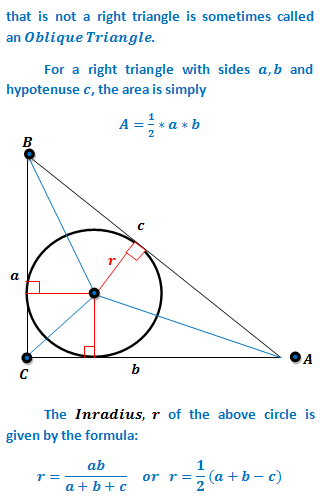 that is not a right triangle is sometimes called
an Oblique Triangle.
For a right triangle with sides a, b and
hypotenuse c, the area is simply
A = 1/2 * a * b
B
c
r
a
C
b
A
The Inradius, r of the above circle is
given by the formula:
r = ab/(a + b + c) or r = 1/2 (a + b − c)